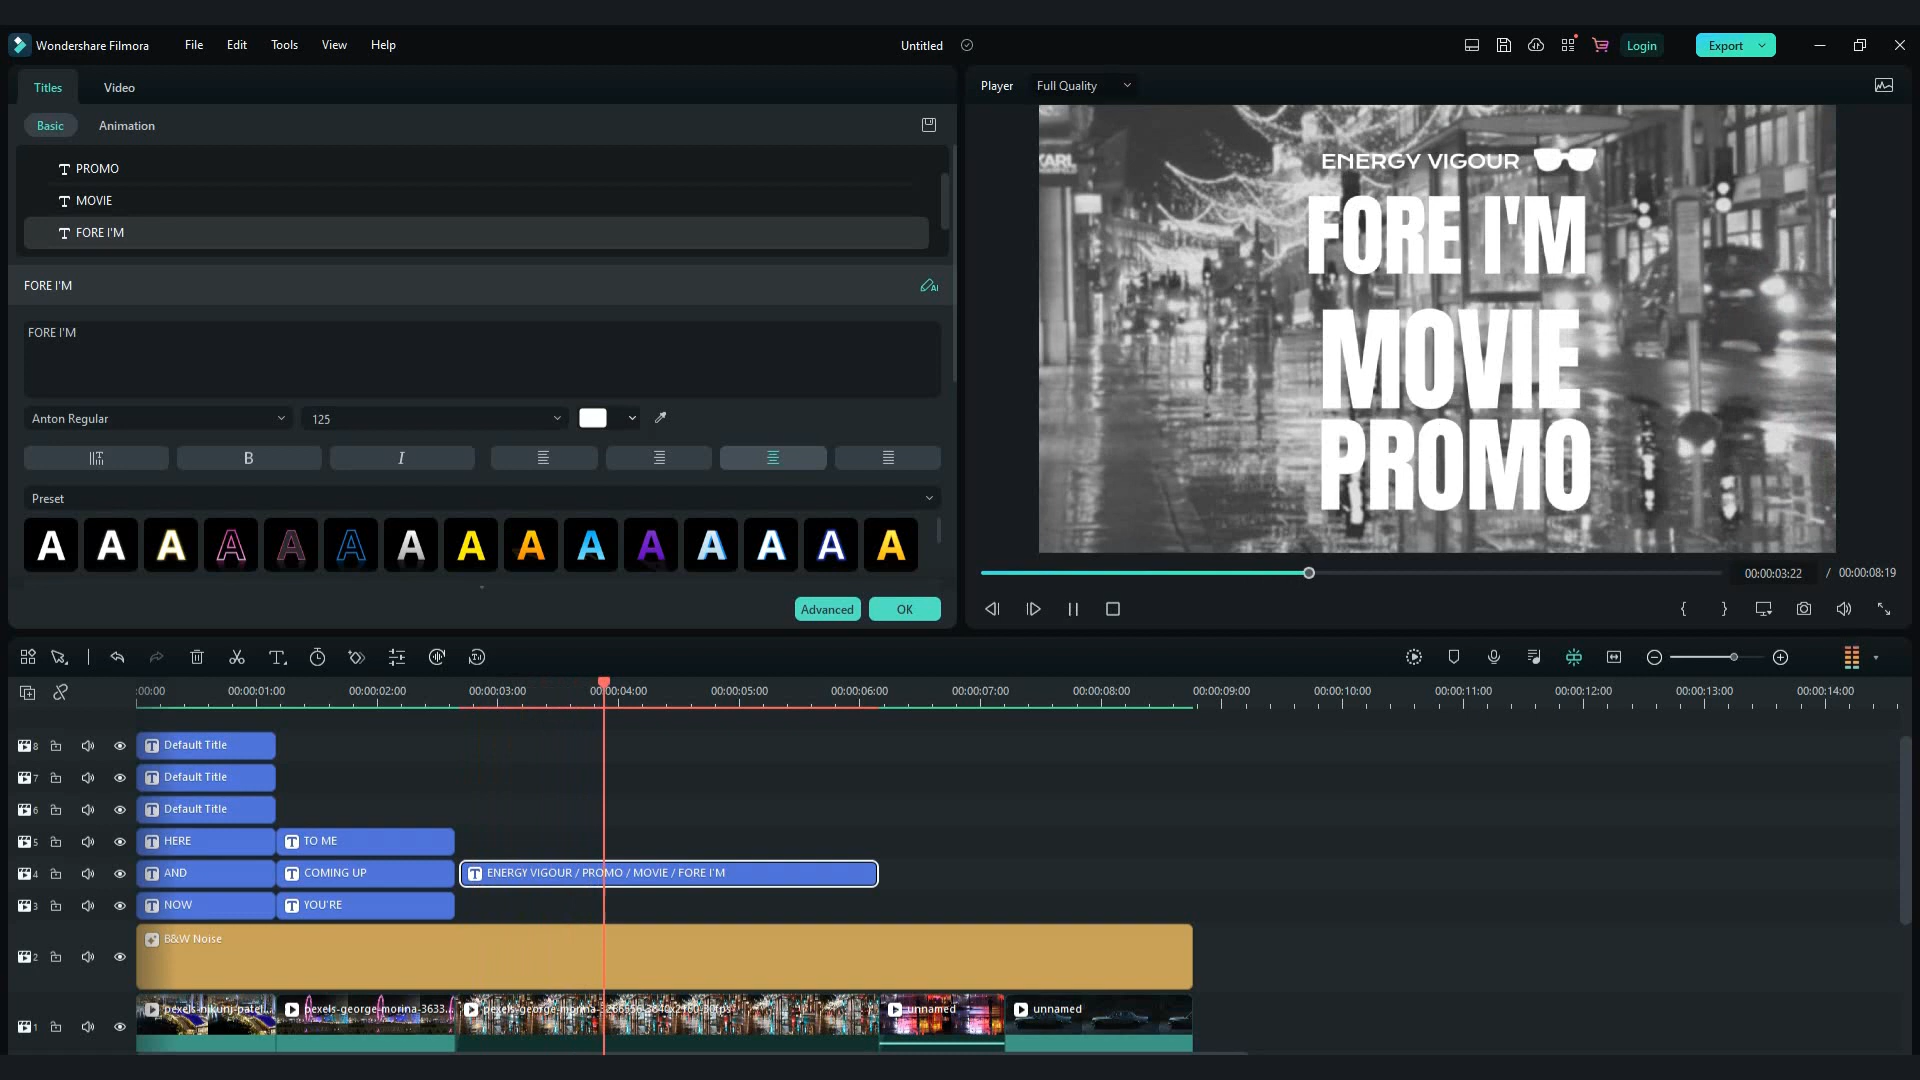 Wondershare Filmora
File
Edit
Tools
View
Help
Untitled
Login
Export
Titles
Video
Player
Full Quality
Basic
Animation
PROMO
MOVIE
FORE I'M
FORE I'M
AI
FORE I'M
Anton Regular
125
B
I
Preset
A A A A A A A A A A A A A A A
Advanced
OK
KARL
ENERGY VIGOUR
FORE I'M
MOVIE
PROMO
00:00:03:22 / 00:00:08:19
{ }
:00:00 00:00:01:00 00:00:02:00 00:00:03:00 00:00:04:00 00:00:05:00 00:00:06:00 00:00:07:00 00:00:08:00 00:00:09:00 00:00:10:00 00:00:11:00 00:00:12:00 00:00:13:00 00:00:14:00
8 Default Title
7 Default Title
6 Default Title
5 HERE TO ME
4 AND COMING UP ENERGY VIGOUR / PROMO / MOVIE / FORE I'M
3 NOW YOU'RE
2 B&W Noise
1 pexels-nikunj-patel... pexels-george-morina-3633... pexels-george-morina- unnamed unnamed